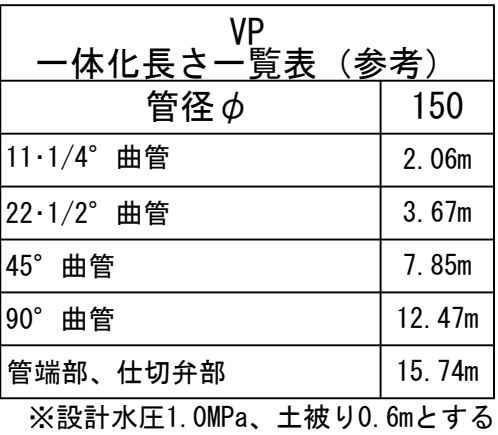 VP
一体化長さ一覧表（参考）
管径φ 150
11･1/4°曲管 2.06m
22･1/2°曲管 3.67m
45°曲管 7.85m
90°曲管 12.47m
管端部、仕切弁部 15.74m
※設計水圧1.0MPa、土被り0.6mとする